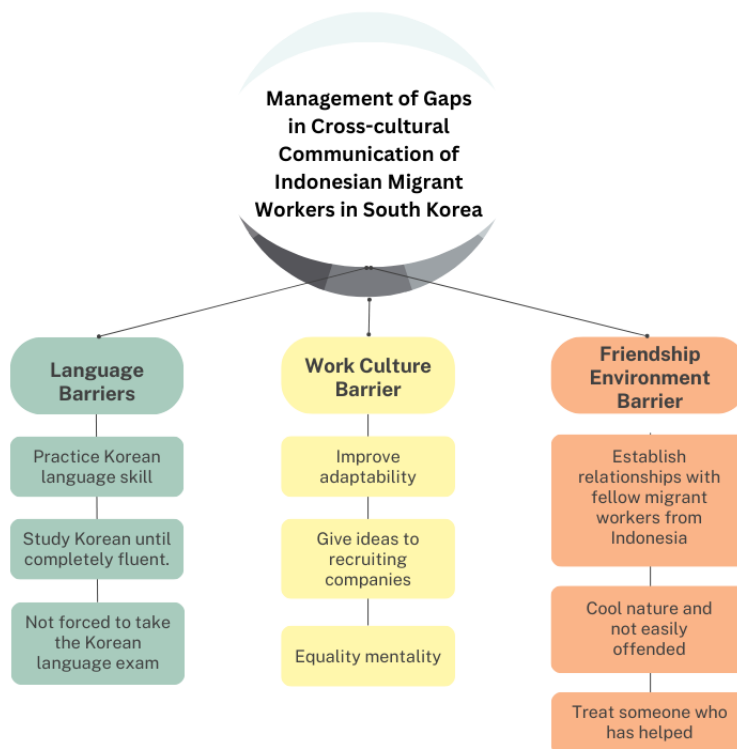 Management of Gaps
in Cross-cultural
Communication of
Indonesian Migrant
Workers in South Korea
Language
Barriers
Practice Korean
language skill
Study Korean until
completely fluent.
Not forced to take
the Korean
language exam
Work Culture
Barrier
Improve
adaptability
Give ideas to
recruiting
companies
Equality mentality
Friendship
Environment
Barrier
Establish
relationships with
fellow migrant
workers from
Indonesia
Cool nature and
not easily
offended
Treat someone who
has helped